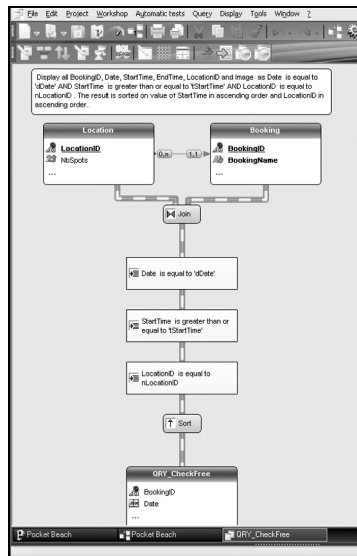 File Edit Project Workshop Automatic tests Query Display Tools Window ?
Display all BookingID, Date, StartTime, EndTime, LocationID and Image as Date is equal to
'dDate' AND StartTime is greater than or equal to 'tStartTime' AND LocationID is equal to
nLocationID . The result is sorted on value of StartTime in ascending order and LocationID in
ascending order.
Location
LocationID
NbSpots
...
0,n
1,1
Booking
BookingID
BookingName
...
Join
Date is equal to 'dDate'
StartTime is greater than or
equal to 'tStartTime'
LocationID is equal to
nLocationID
Sort
QRY_CheckFree
BookingID
Date
...
Pocket Beach
Pocket Beach
QRY_CheckFree